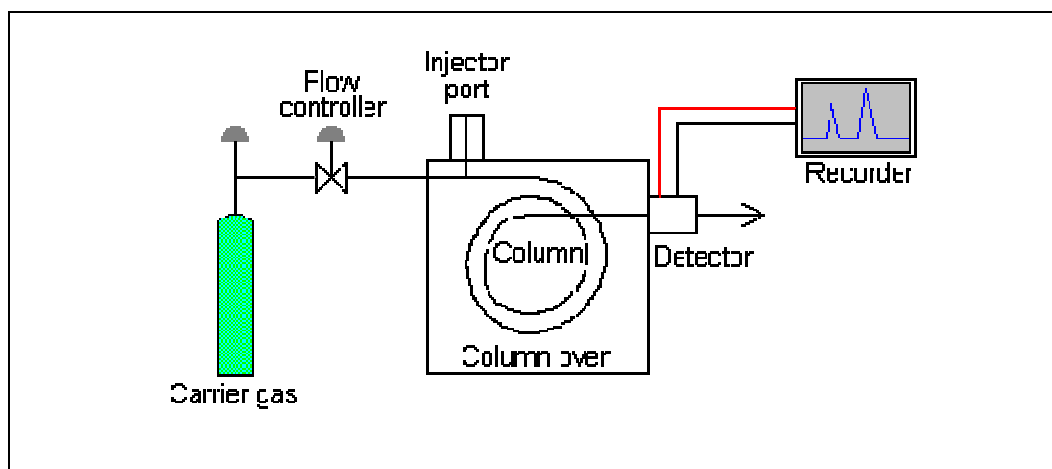 Injector
port
Flow
controller
Recorder
Column
Detector
Column oven
Carrier gas